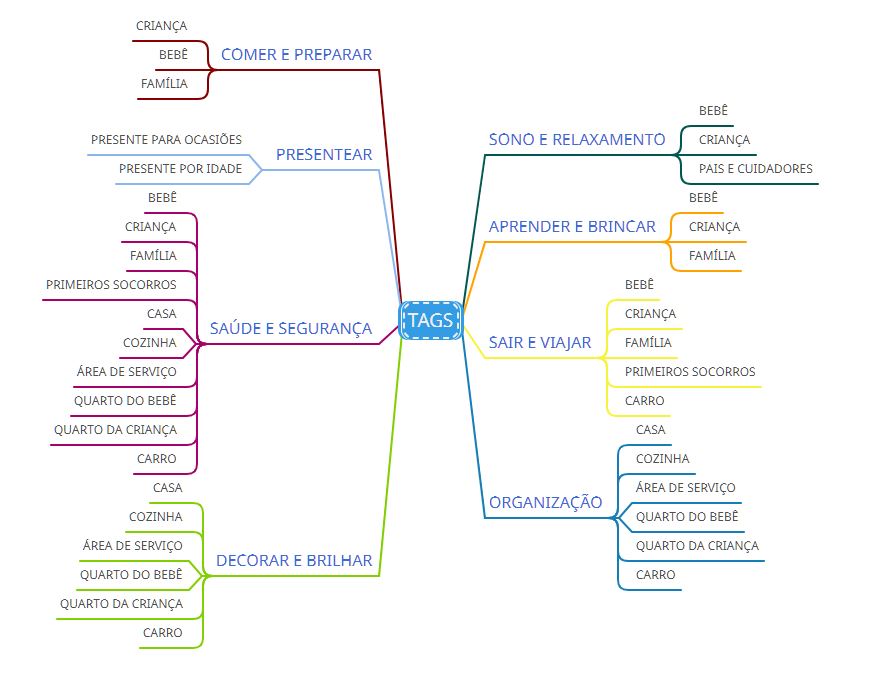 TAGS
COMER E PREPARAR
CRIANÇA
BEBÊ
FAMÍLIA
PRESENTEAR
PRESENTE PARA OCASIÕES
PRESENTE POR IDADE
SAÚDE E SEGURANÇA
BEBÊ
CRIANÇA
FAMÍLIA
PRIMEIROS SOCORROS
CASA
COZINHA
ÁREA DE SERVIÇO
QUARTO DO BEBÊ
QUARTO DA CRIANÇA
CARRO
DECORAR E BRILHAR
CASA
COZINHA
ÁREA DE SERVIÇO
QUARTO DO BEBÊ
QUARTO DA CRIANÇA
CARRO
SONO E RELAXAMENTO
BEBÊ
CRIANÇA
PAIS E CUIDADORES
APRENDER E BRINCAR
BEBÊ
CRIANÇA
FAMÍLIA
SAIR E VIAJAR
BEBÊ
CRIANÇA
FAMÍLIA
PRIMEIROS SOCORROS
CARRO
ORGANIZAÇÃO
CASA
COZINHA
ÁREA DE SERVIÇO
QUARTO DO BEBÊ
QUARTO DA CRIANÇA
CARRO